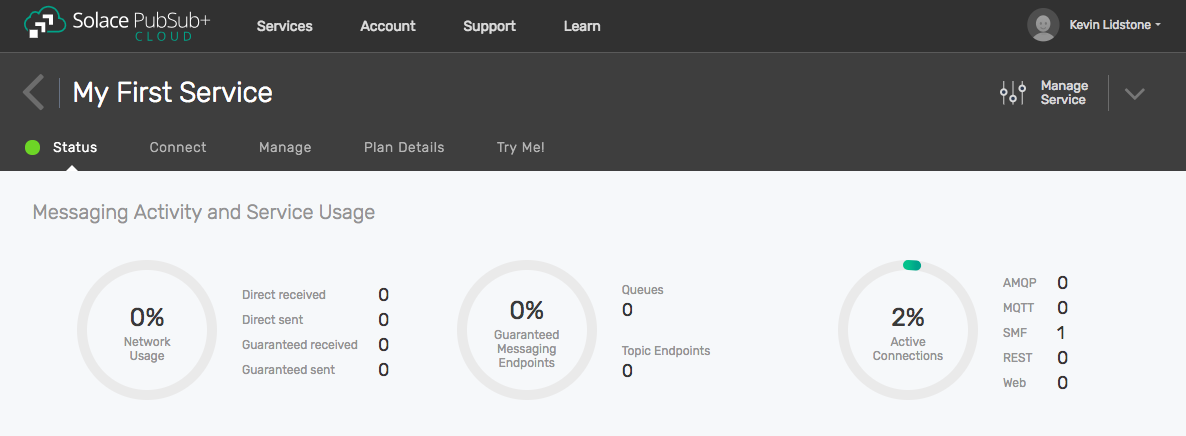 Solace PubSub+
CLOUD
Services
Account
Support
Learn
Kevin Lidstone
My First Service
Manage
Service
Status
Connect
Manage
Plan Details
Try Me!
Messaging Activity and Service Usage
0%
Network
Usage
Direct received 0
Direct sent 0
Guaranteed received 0
Guaranteed sent 0
0%
Guaranteed
Messaging
Endpoints
Queues
0
Topic Endpoints
0
2%
Active
Connections
AMQP 0
MQTT 0
SMF 1
REST 0
Web 0